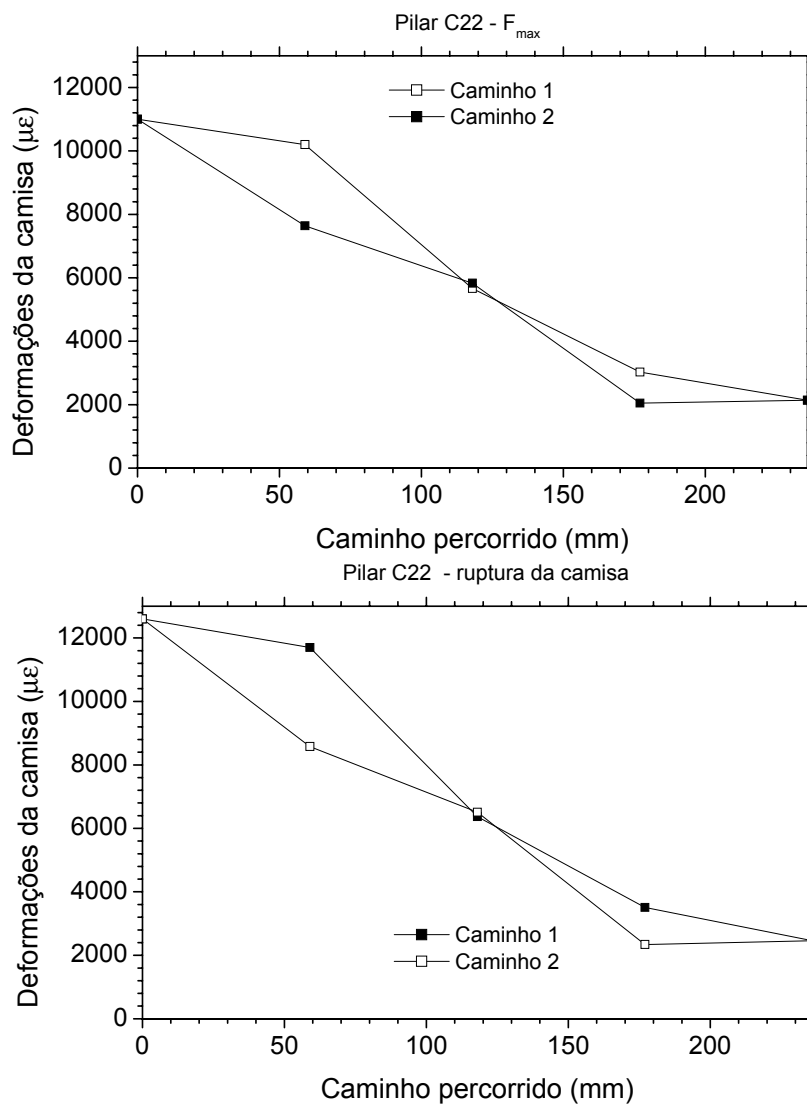 Pilar C22 - Fmax
12000
10000
8000
6000
4000
2000
0
Deformações da camisa (με)
Caminho 1
Caminho 2
0 50 100 150 200
Caminho percorrido (mm)
Pilar C22 - ruptura da camisa
12000
10000
8000
6000
4000
2000
0
Deformações da camisa (με)
Caminho 1
Caminho 2
0 50 100 150 200
Caminho percorrido (mm)